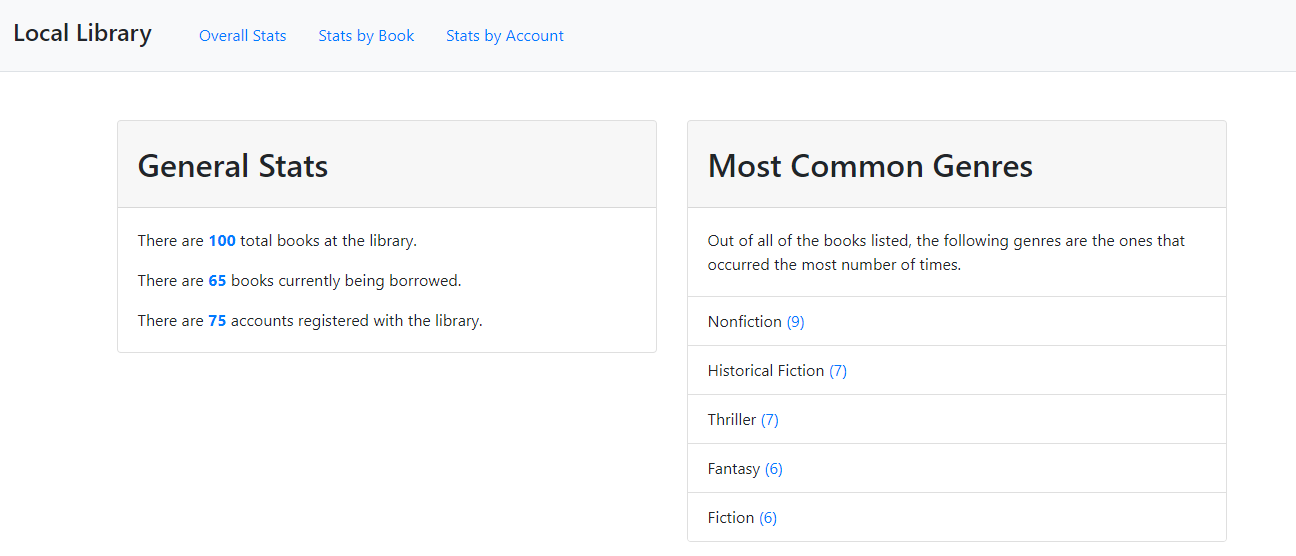 Local Library
Overall Stats
Stats by Book
Stats by Account
General Stats
There are 100 total books at the library.
There are 65 books currently being borrowed.
There are 75 accounts registered with the library.
Most Common Genres
Out of all of the books listed, the following genres are the ones that
occurred the most number of times.
Nonfiction (9)
Historical Fiction (7)
Thriller (7)
Fantasy (6)
Fiction (6)